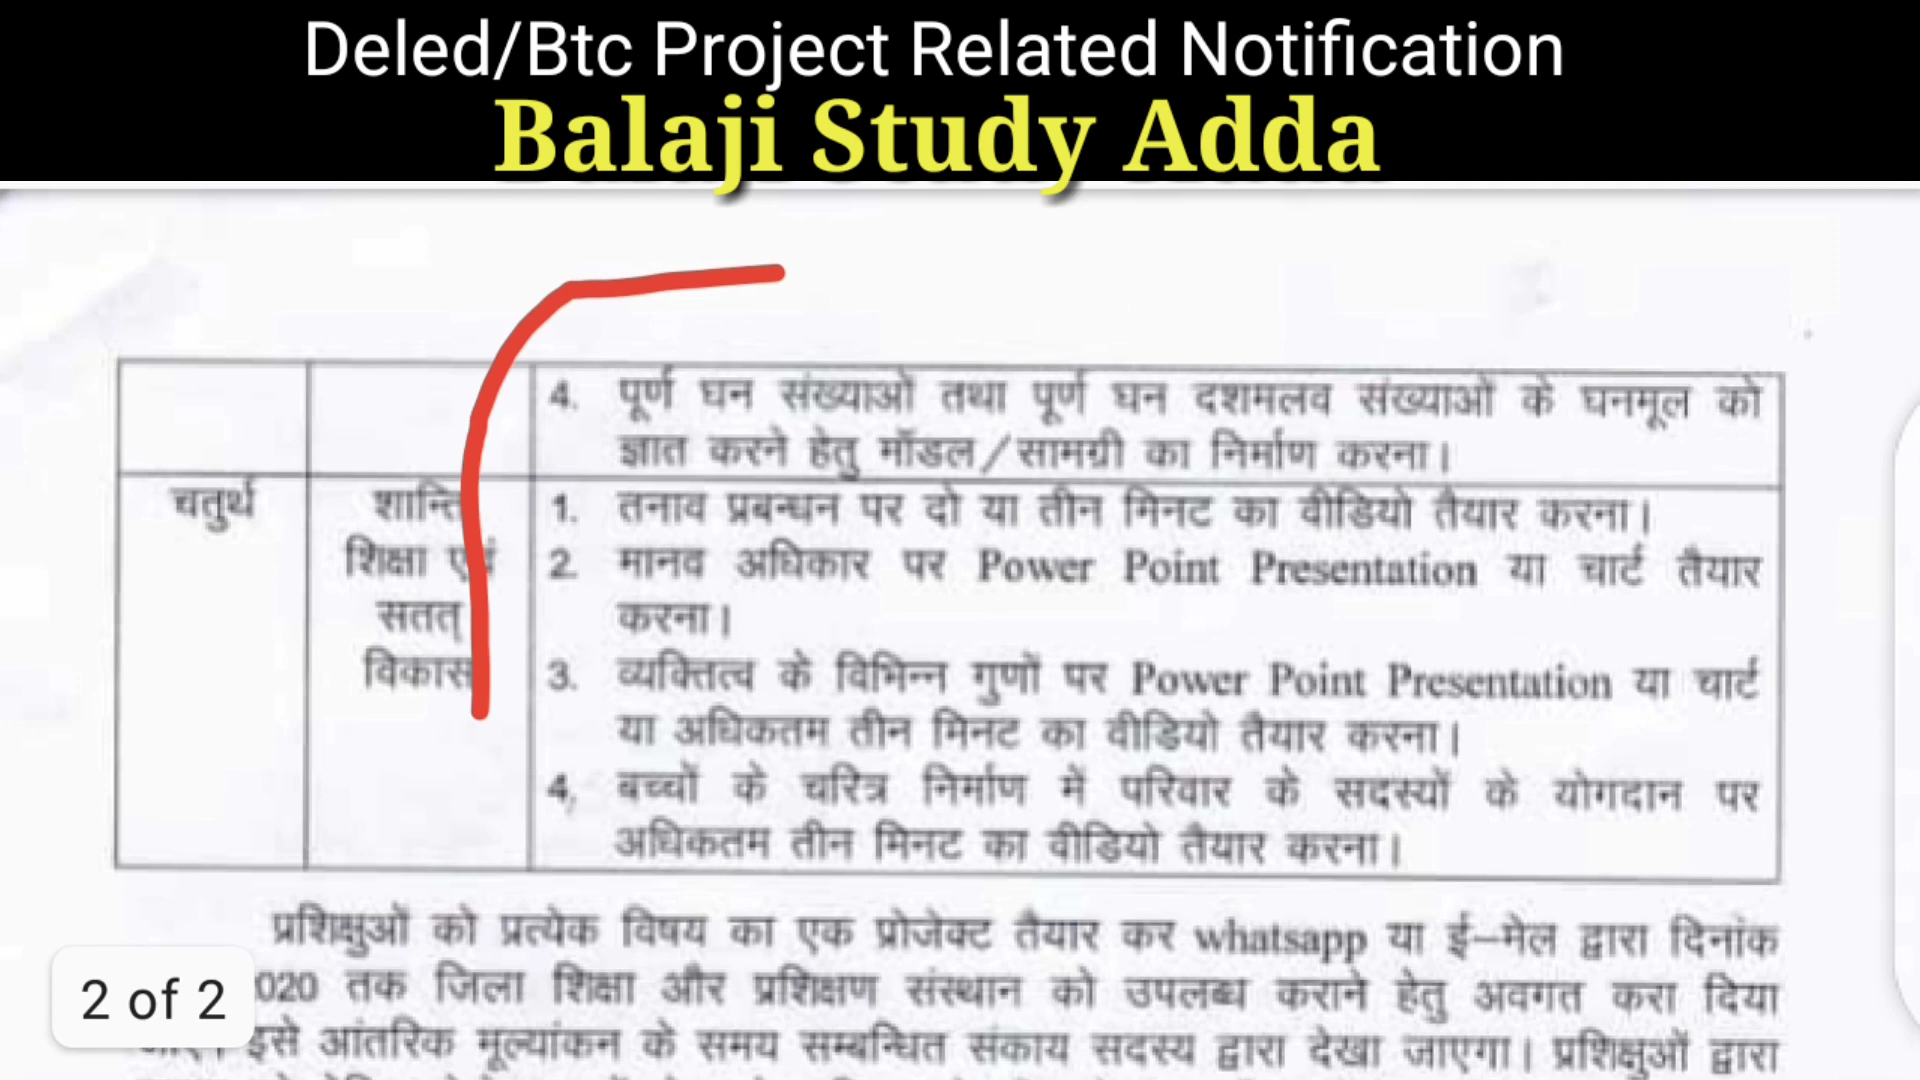 Deled/Btc Project Related Notification
Balaji Study Adda
4. पूर्ण घन संख्याओं तथा पूर्ण घन दशमलव संख्याओं के घनमूल को
ज्ञात करने हेतु मॉडल/सामग्री का निर्माण करना।
चतुर्थ
शान्ति
शिक्षा एवं
सतत्
विकास
1. तनाव प्रबन्धन पर दो या तीन मिनट का वीडियो तैयार करना।
2. मानव अधिकार पर Power Point Presentation या चार्ट तैयार
करना।
3. व्यक्तित्व के विभिन्न गुणों पर Power Point Presentation या चार्ट
या अधिकतम तीन मिनट का वीडियो तैयार करना।
4, बच्चों के चरित्र निर्माण में परिवार के सदस्यों के योगदान पर
अधिकतम तीन मिनट का वीडियो तैयार करना।
प्रशिक्षुओं को प्रत्येक विषय का एक प्रोजेक्ट तैयार कर whatsapp या ई-मेल द्वारा दिनांक
020 तक जिला शिक्षा और प्रशिक्षण संस्थान को उपलब्ध कराने हेतु अवगत करा दिया
इसे आंतरिक मूल्यांकन के समय सम्बन्धित संकाय सदस्य द्वारा देखा जाएगा। प्रशिक्षुओं द्वारा
2 of 2